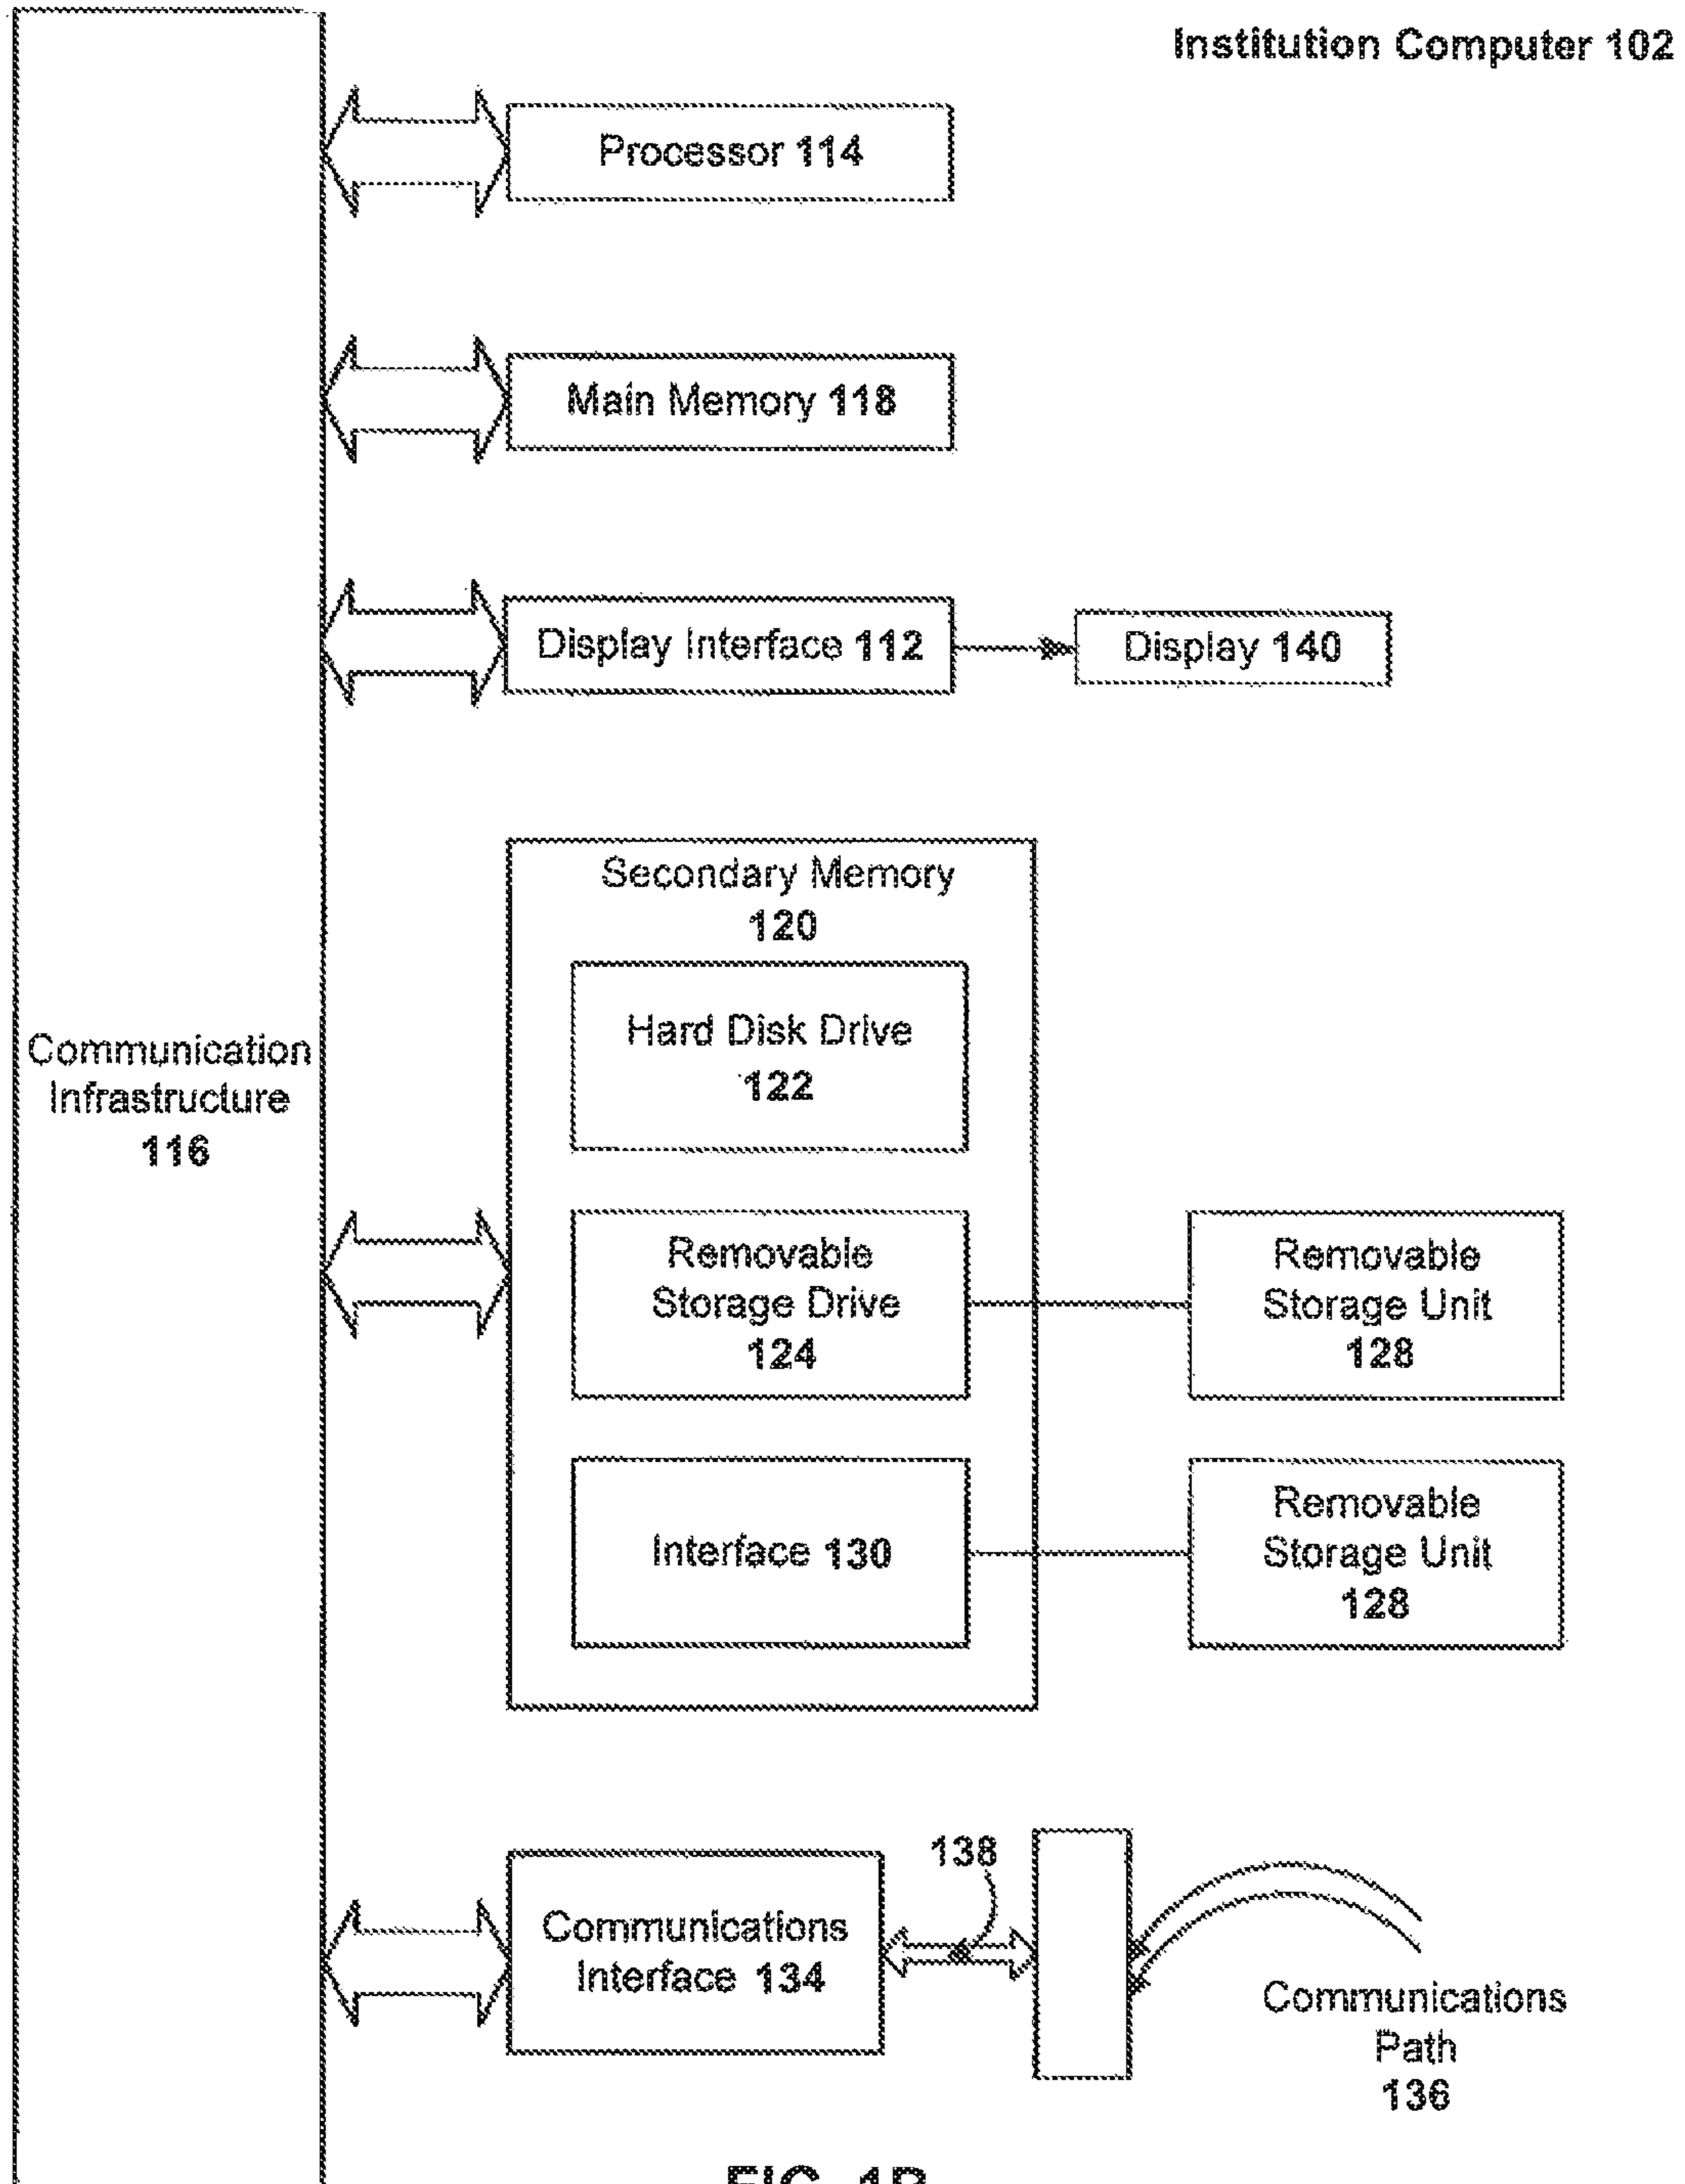 Institution Computer 102
Processor 114
Main Memory 118
Display Interface 112
Display 140
Secondary Memory
120
Hard Disk Drive
122
Communication
Infrastructure
116
Removable
Storage Drive
124
Removable
Storage Unit
128
Interface 130
Removable
Storage Unit
128
138
Communications
Interface 134
Communications
Path
136
FIG. 1B